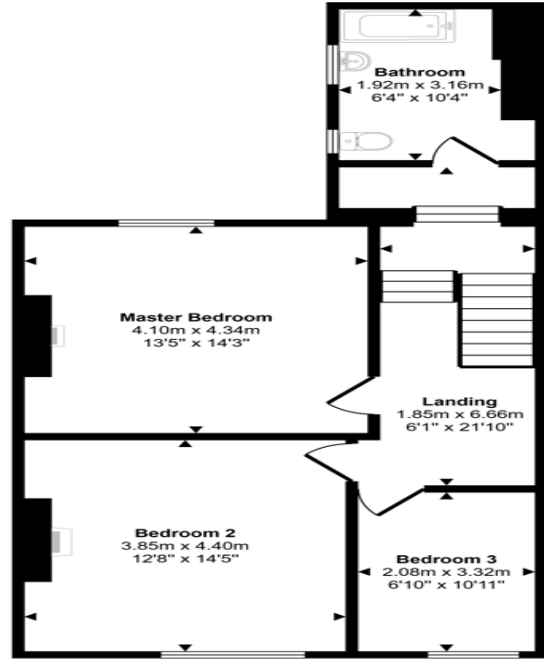 Bathroom
1.92m x 3.16m
6'4" x 10'4"
Master Bedroom
4.10m x 4.34m
13'5" x 14'3"
Landing
1.85m x 6.66m
6'1" x 21'10"
Bedroom 2
3.85m x 4.40m
12'8" x 14'5"
Bedroom 3
2.08m x 3.32m
6'10" x 10'11"